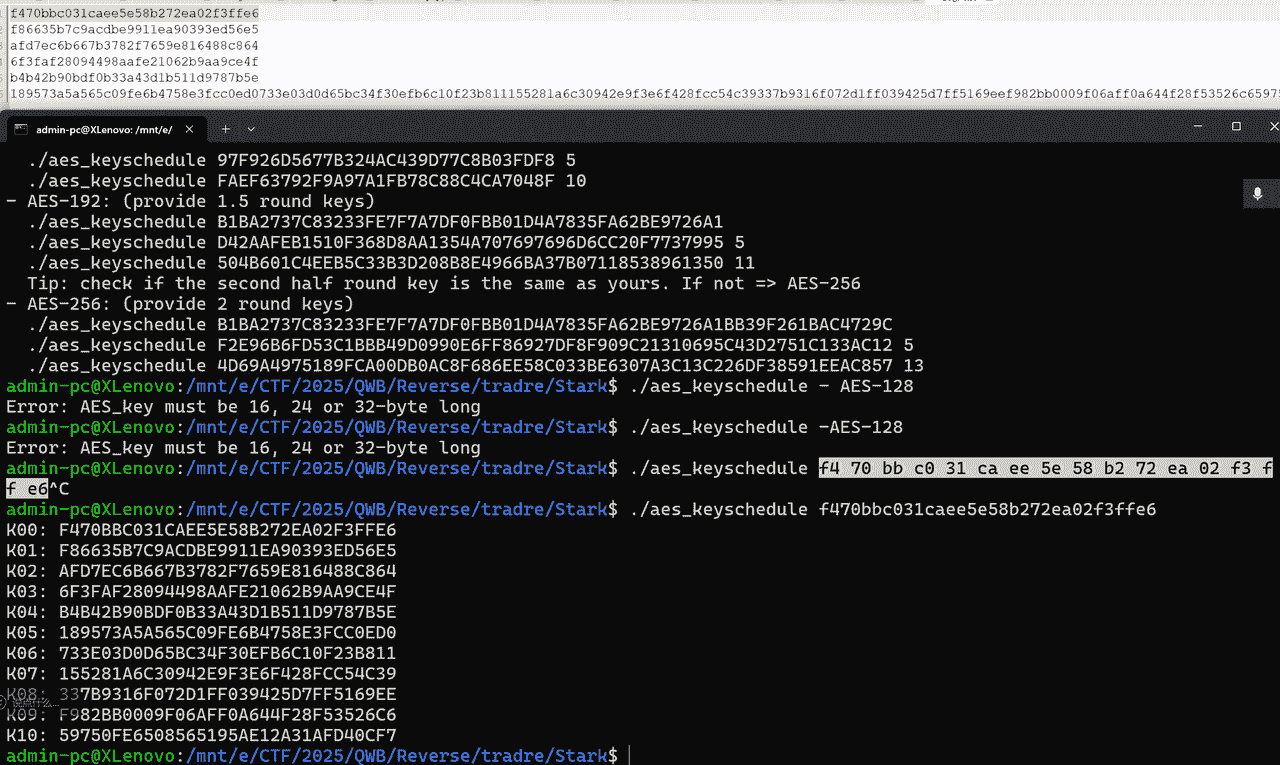 f470bbc031caee5e58b272ea02f3ffe6
f86635b7c9acdbe9911ea90393ed56e5
afd7ec6b667b3782f7659e816488c864
6f3faf28094498aafe21062b9aa9ce4f
b4b42b90bdf0b33a43d1b511d9787b5e
189573a5a565c09fe6b4758e3fcc0ed0733e03d0d65bc34f30efb6c10f23b811155281a6c30942e9f3e6f428fcc54c39337b9316f072d1ff039425d7ff5169eef982bb0009f06aff0a644f28f53526c65975
admin-pc@XLenovo: /mnt/e/
./aes_keyschedule 97F926D5677B324AC439D77C8B03FDF8 5
./aes_keyschedule FAEF63792F9A97A1FB78C88C4CA7048F 10
- AES-192: (provide 1.5 round keys)
./aes_keyschedule B1BA2737C83233FE7F7A7DF0FBB01D4A7835FA62BE9726A1
./aes_keyschedule D42AAFEB1510F368D8AA1354A707697696D6CC20F7737995 5
./aes_keyschedule 504B601C4EEB5C33B3D208B8E4966BA37B07118538961350 11
Tip: check if the second half round key is the same as yours. If not => AES-256
- AES-256: (provide 2 round keys)
./aes_keyschedule B1BA2737C83233FE7F7A7DF0FBB01D4A7835FA62BE9726A1BB39F261BAC4729C
./aes_keyschedule F2E96B6FD53C1BBB49D0990E6FF86927DF8F909C21310695C43D2751C133AC12 5
./aes_keyschedule 4D69A4975189FCA00DB0AC8F686EE58C033BE6307A3C13C226DF38591EEAC857 13
admin-pc@XLenovo:/mnt/e/CTF/2025/QWB/Reverse/tradre/Stark$ ./aes_keyschedule - AES-128
Error: AES_key must be 16, 24 or 32-byte long
admin-pc@XLenovo:/mnt/e/CTF/2025/QWB/Reverse/tradre/Stark$ ./aes_keyschedule -AES-128
Error: AES_key must be 16, 24 or 32-byte long
admin-pc@XLenovo:/mnt/e/CTF/2025/QWB/Reverse/tradre/Stark$ ./aes_keyschedule f4 70 bb c0 31 ca ee 5e 58 b2 72 ea 02 f3 f
f e6^C
admin-pc@XLenovo:/mnt/e/CTF/2025/QWB/Reverse/tradre/Stark$ ./aes_keyschedule f470bbc031caee5e58b272ea02f3ffe6
K00: F470BBC031CAEE5E58B272EA02F3FFE6
K01: F86635B7C9ACDBE9911EA90393ED56E5
K02: AFD7EC6B667B3782F7659E816488C864
K03: 6F3FAF28094498AAFE21062B9AA9CE4F
K04: B4B42B90BDF0B33A43D1B511D9787B5E
K05: 189573A5A565C09FE6B4758E3FCC0ED0
K06: 733E03D0D65BC34F30EFB6C10F23B811
K07: 155281A6C30942E9F3E6F428FCC54C39
K08: 337B9316F072D1FF039425D7FF5169EE
说点什么...
K09: F982BB0009F06AFF0A644F28F53526C6
K10: 59750FE6508565195AE12A31AFD40CF7
admin-pc@XLenovo:/mnt/e/CTF/2025/QWB/Reverse/tradre/Stark$